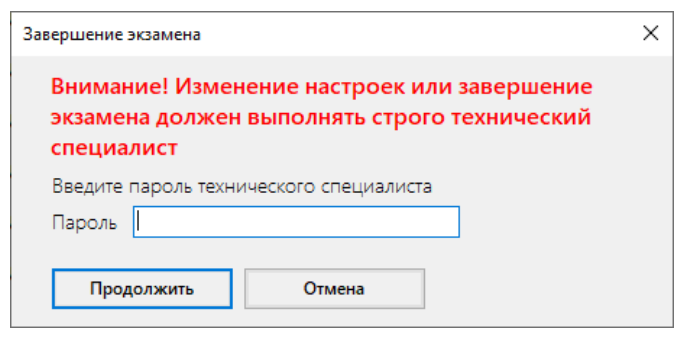 Завершение экзамена
Внимание! Изменение настроек или завершение
экзамена должен выполнять строго технический
специалист
Введите пароль технического специалиста
Пароль
Продолжить Отмена